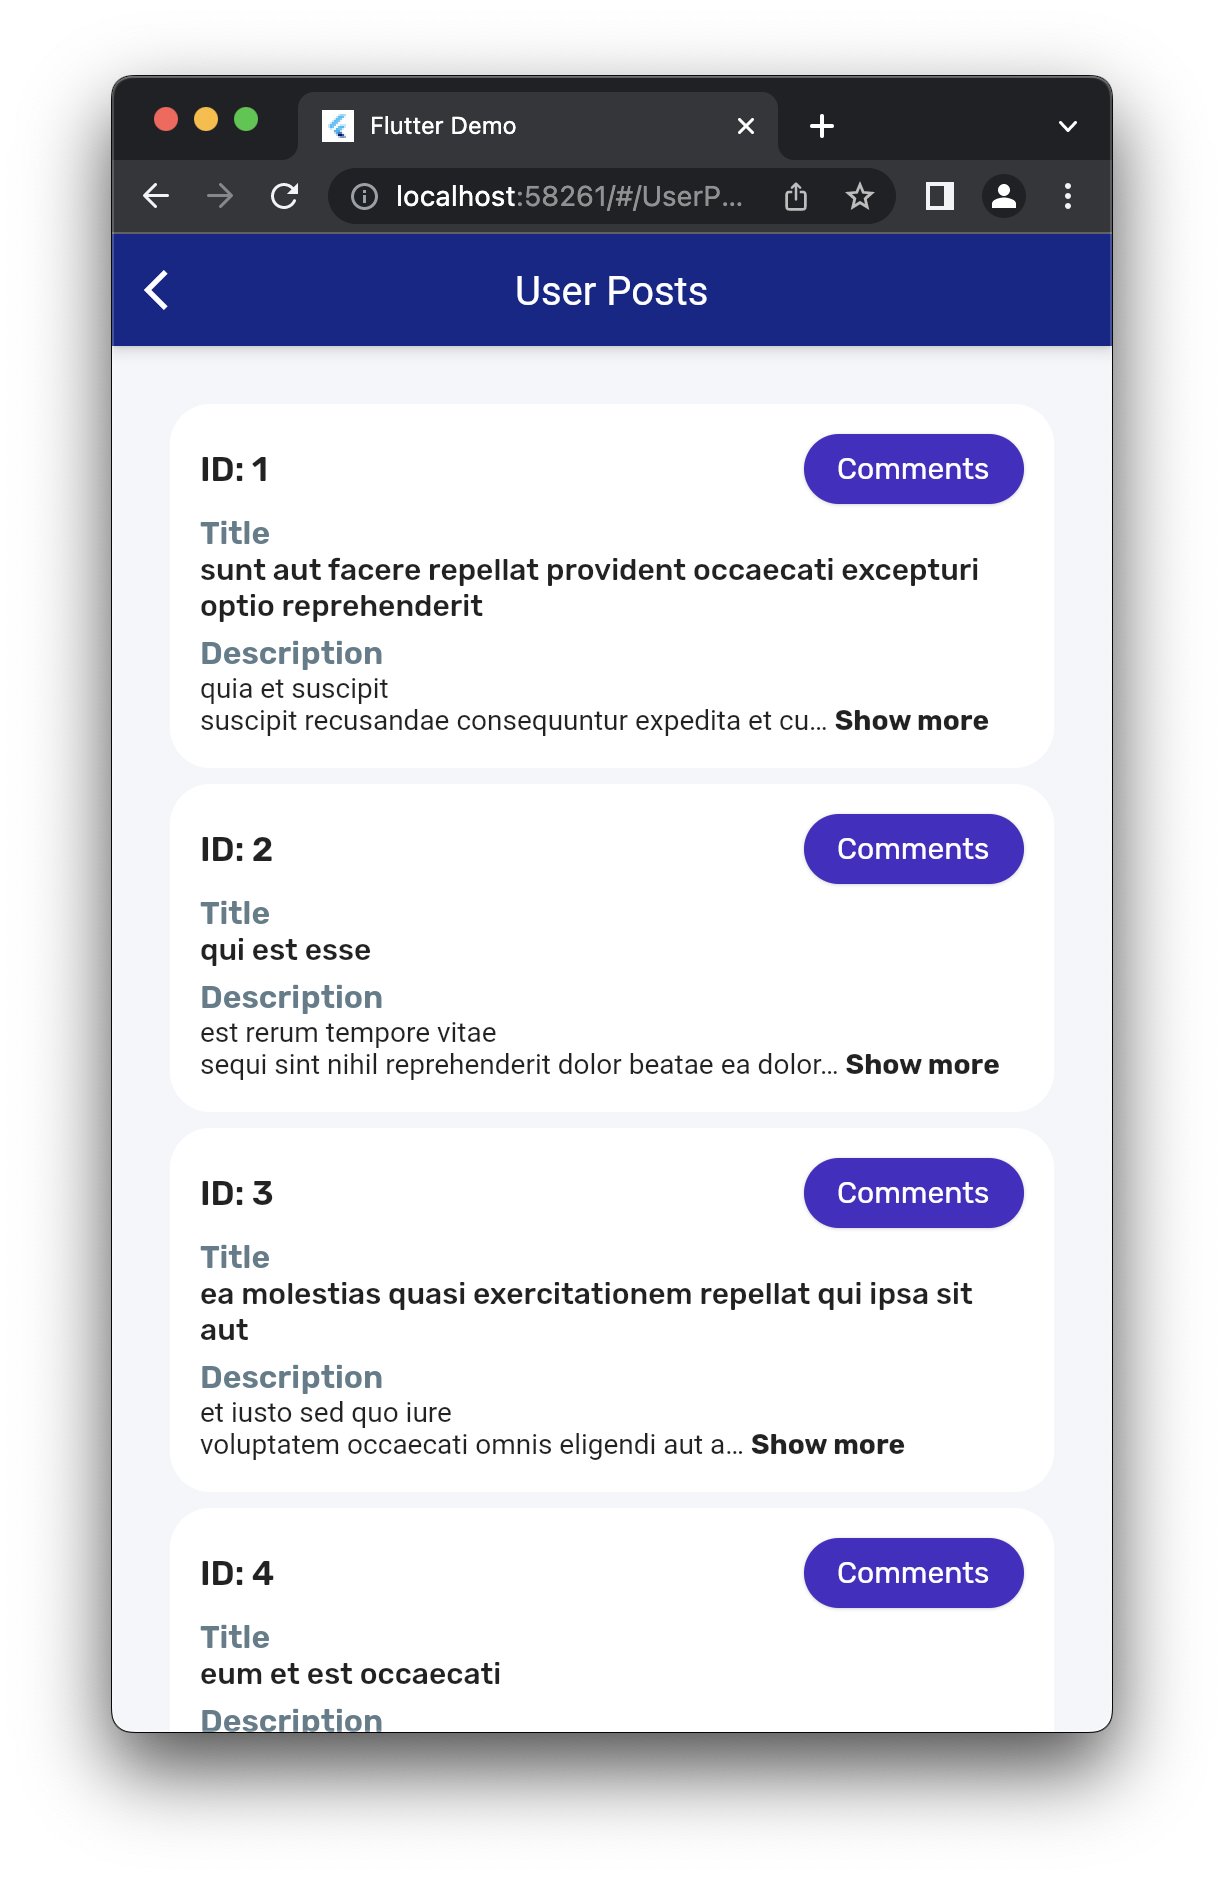 Flutter Demo
localhost:58261/#/UserP...
User Posts
ID: 1
Comments
Title
sunt aut facere repellat provident occaecati excepturi
optio reprehenderit
Description
quia et suscipit
suscipit recusandae consequuntur expedita et cu... Show more
ID: 2
Comments
Title
qui est esse
Description
est rerum tempore vitae
sequi sint nihil reprehenderit dolor beatae ea dolor... Show more
ID: 3
Comments
Title
ea molestias quasi exercitationem repellat qui ipsa sit
aut
Description
et iusto sed quo iure
voluptatem occaecati omnis eligendi aut a... Show more
ID: 4
Comments
Title
eum et est occaecati
Description